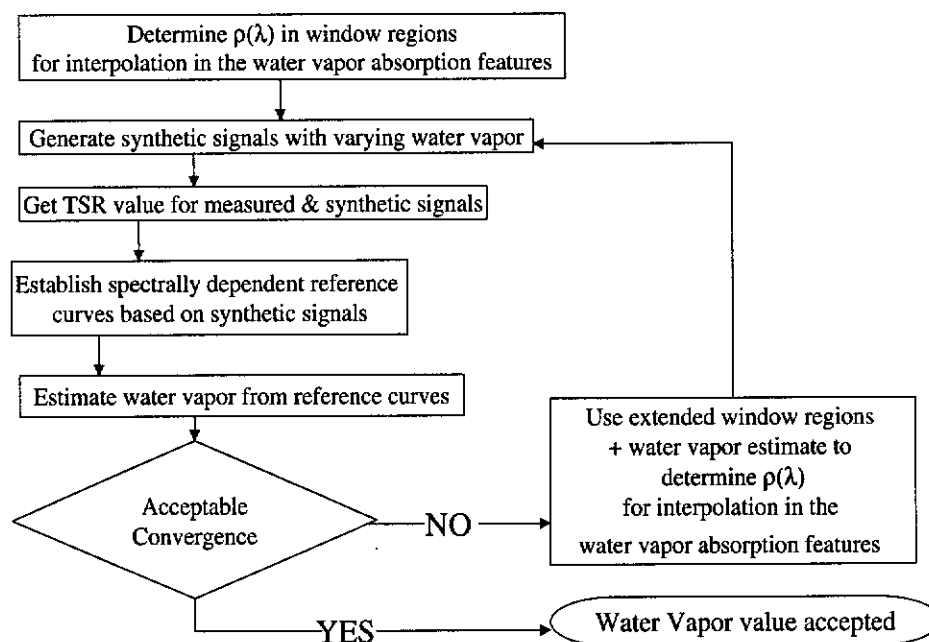 Determine ρ(λ) in window regions
for interpolation in the water vapor absorption features
Generate synthetic signals with varying water vapor
Get TSR value for measured & synthetic signals
Establish spectrally dependent reference
curves based on synthetic signals
Estimate water vapor from reference curves
Acceptable
Convergence
NO
Use extended window regions
+ water vapor estimate to
determine ρ(λ)
for interpolation in the
water vapor absorption features
YES
Water Vapor value accepted